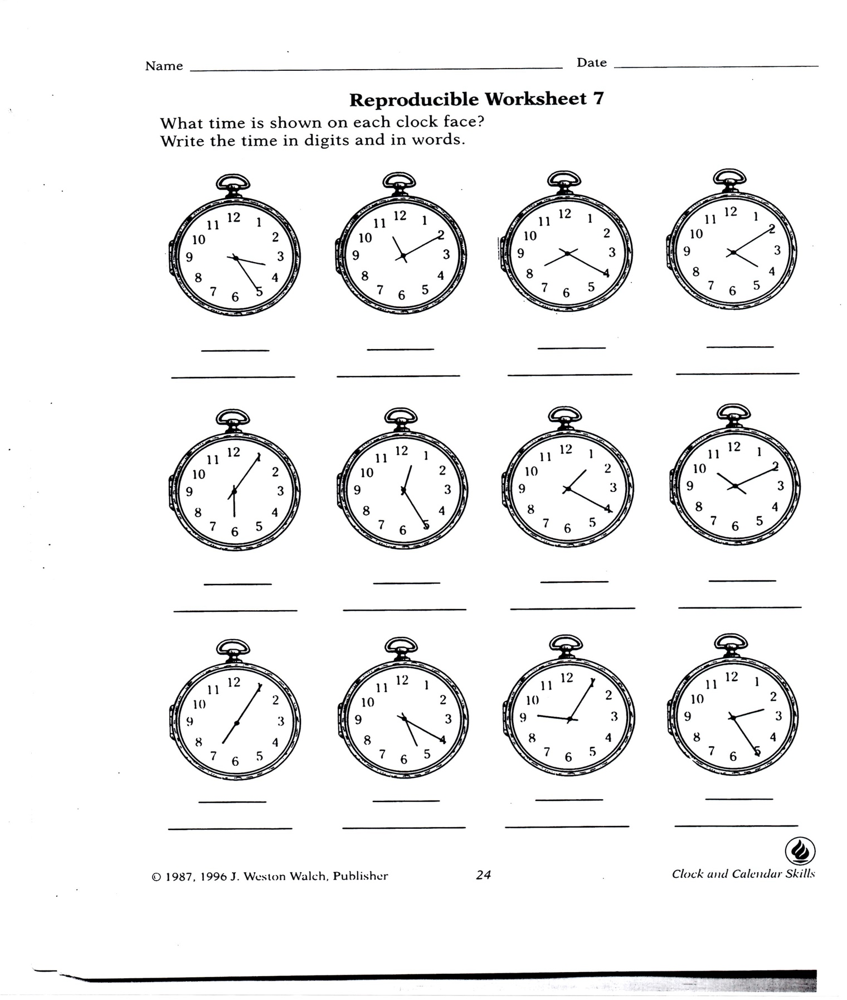 Name Date
Reproducible Worksheet 7
What time is shown on each clock face?
Write the time in digits and in words.
12 1 2 3 4 5 6 7 8 9 10 11
12 1 2 3 4 5 6 7 8 9 10 11
12 1 2 3 4 5 6 7 8 9 10 11
12 1 2 3 4 5 6 7 8 9 10 11
12 1 2 3 4 5 6 7 8 9 10 11
12 1 2 3 4 5 6 7 8 9 10 11
12 1 2 3 4 5 6 7 8 9 10 11
12 1 2 3 4 5 6 7 8 9 10 11
12 1 2 3 4 5 6 7 8 9 10 11
12 1 2 3 4 5 6 7 8 9 10 11
12 1 2 3 4 5 6 7 8 9 10 11
12 1 2 3 4 5 6 7 8 9 10 11
© 1987, 1996 J. Weston Walch, Publisher 24 Clock and Calendar Skills